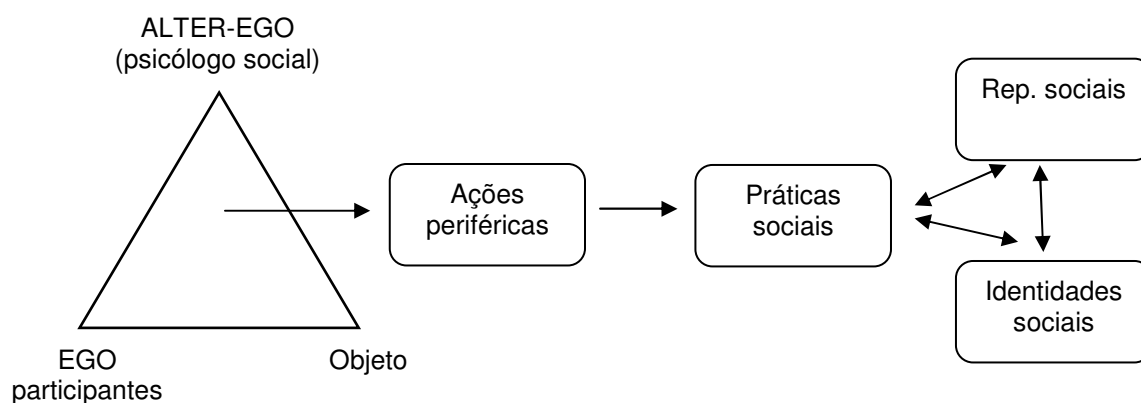 ALTER-EGO
(psicólogo social)
Rep. sociais
Ações
periféricas
Práticas
sociais
Identidades
sociais
EGO
participantes
Objeto